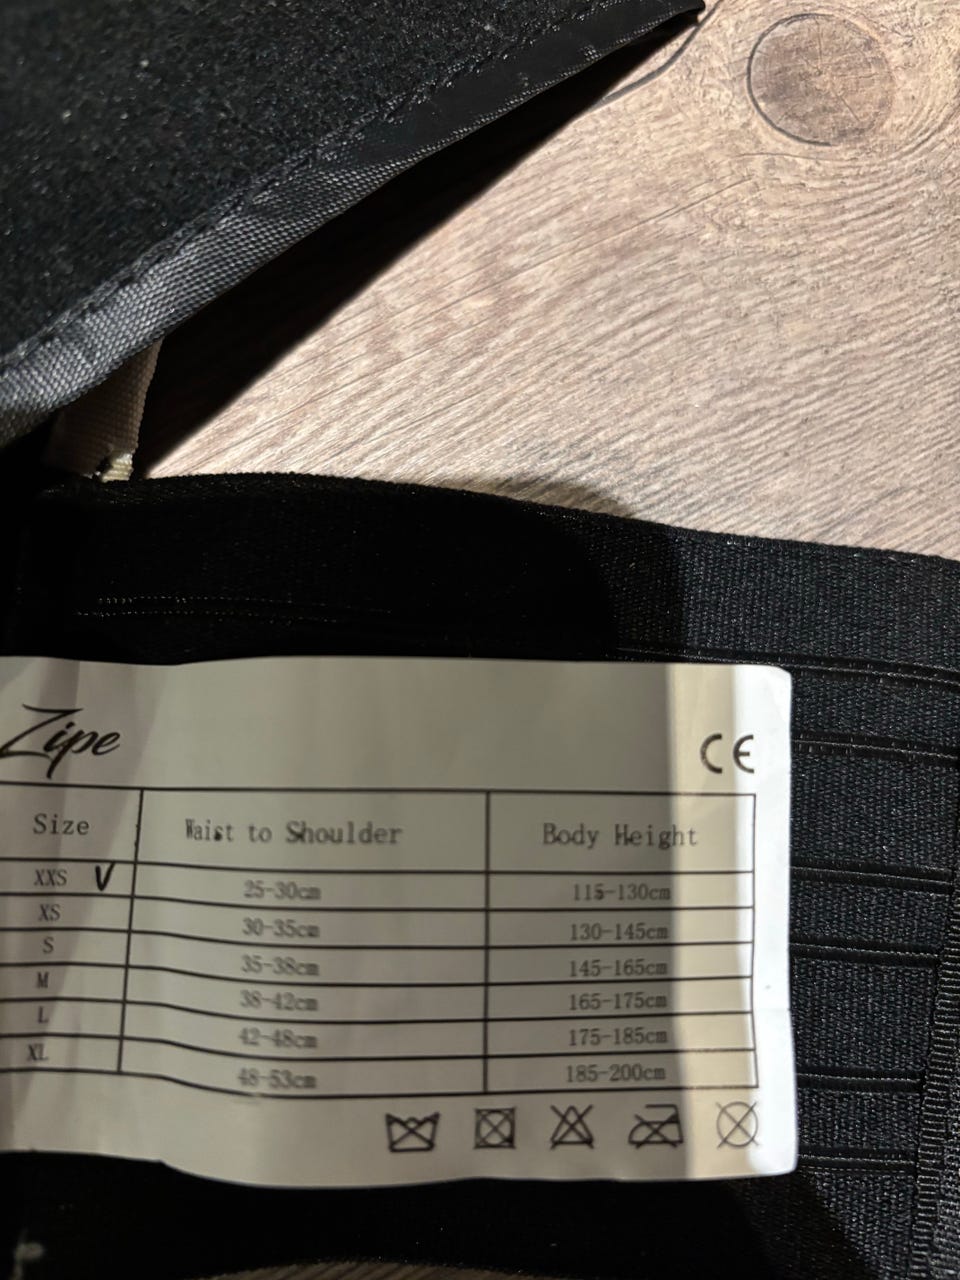 Zipe CE
Size Waist to Shoulder Body Height
XXS V 25-30cm 115-130cm
XS 30-35cm 130-145cm
S 35-38cm 145-165cm
M 38-42cm 165-175cm
L 42-48cm 175-185cm
XL 48-53cm 185-200cm